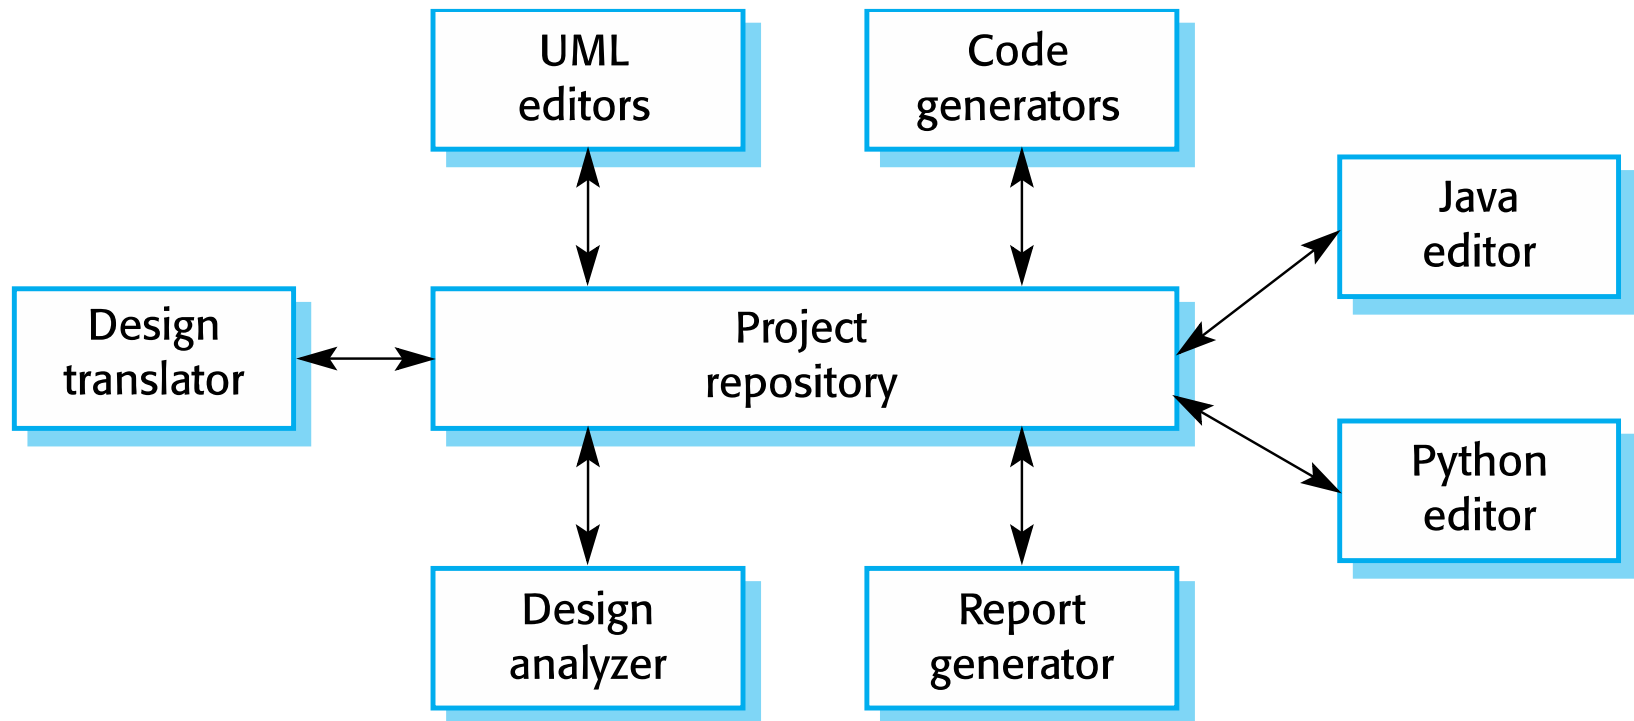 UML
editors
Code
generators
Java
editor
Design
translator
Project
repository
Python
editor
Design
analyzer
Report
generator